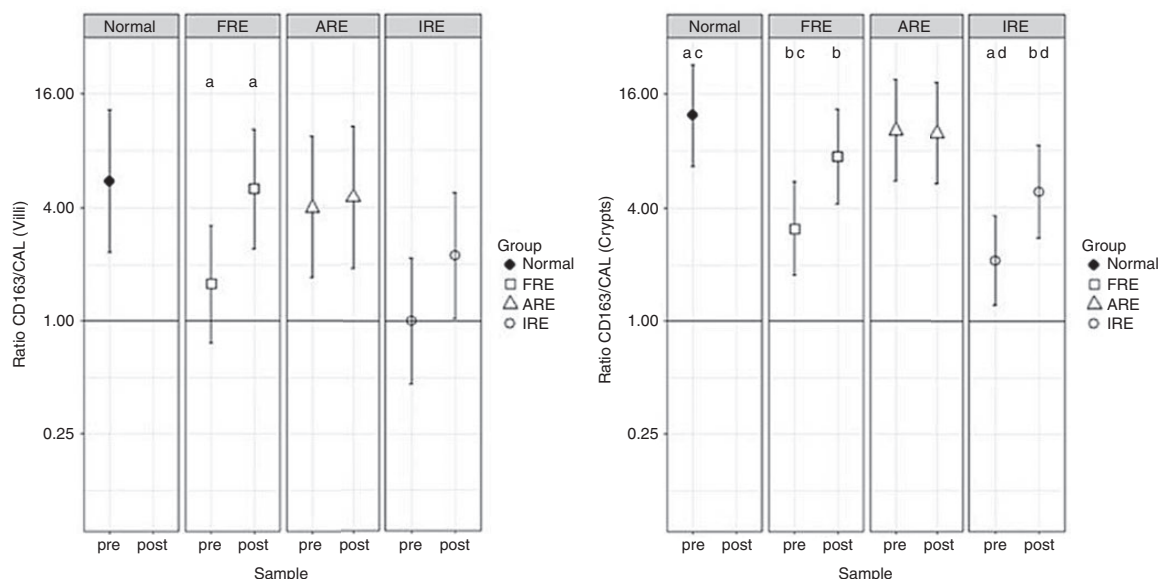 Normal FRE ARE IRE
a a
16.00
4.00
1.00
0.25
Ratio CD163/CAL (Villi)
pre post pre post pre post pre post
Sample
Group
Normal
FRE
ARE
IRE
Normal FRE ARE IRE
a c b c b a d b d
16.00
4.00
1.00
0.25
Ratio CD163/CAL (Crypts)
pre post pre post pre post pre post
Sample
Group
Normal
FRE
ARE
IRE